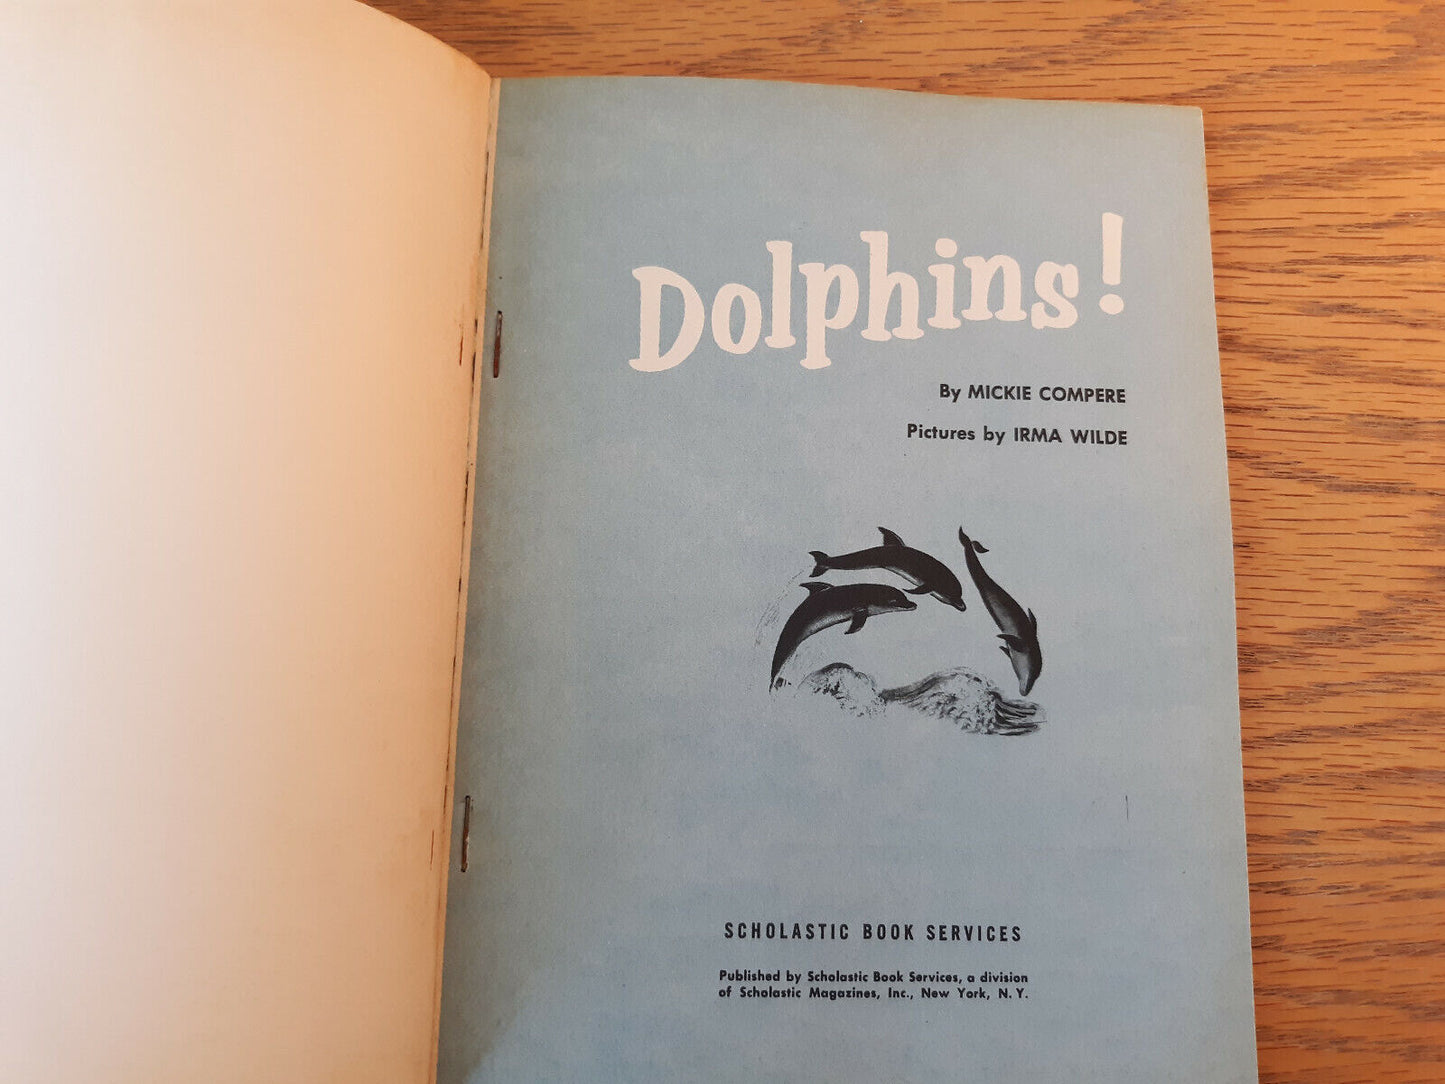 Dolphins!
By MICKIE COMPERE
Pictures by IRMA WILDE
SCHOLASTIC BOOK SERVICES
Published by Scholastic Book Services, a division
of Scholastic Magazines, Inc., New York, N. Y.